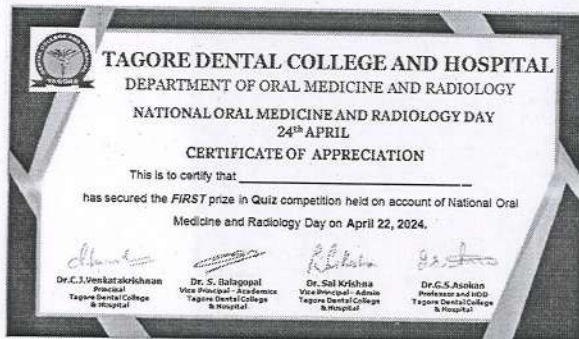 TAGORE
TAGORE DENTAL COLLEGE AND HOSPITAL
DEPARTMENT OF ORAL MEDICINE AND RADIOLOGY
NATIONAL ORAL MEDICINE AND RADIOLOGY DAY
24th APRIL
CERTIFICATE OF APPRECIATION
This is to certify that
has secured the FIRST prize in Quiz competition held on account of National Oral
Medicine and Radiology Day on April 22, 2024.
Dr.C.J.Venkatakrishnan
Principal
Tagore Dental College
& Hospital
Dr. S. Balagopal
Vice Principal - Academics
Tagore Dental College
& Hospital
Dr. Sai Krishna
Vice Principal - Admin
Tagore Dental College
& Hospital
Dr.G.S.Asokan
Professor and HOD
Tagore Dental College
& Hospital